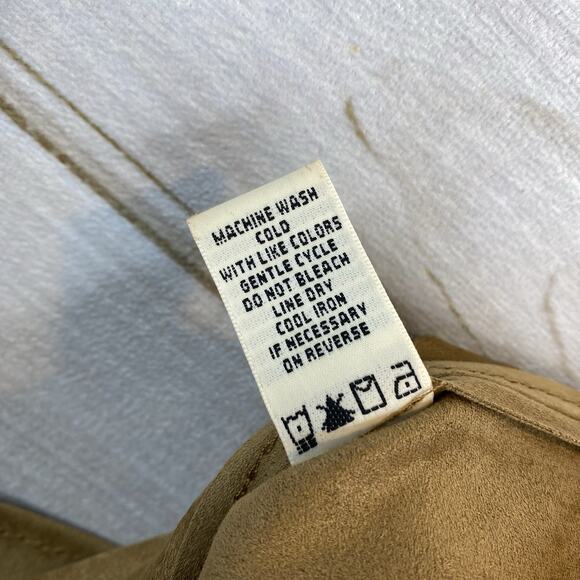 MACHINE WASH
COLD
WITH LIKE COLORS
GENTLE CYCLE
DO NOT BLEACH
LINE DRY
COOL IRON
IF NECESSARY
ON REVERSE